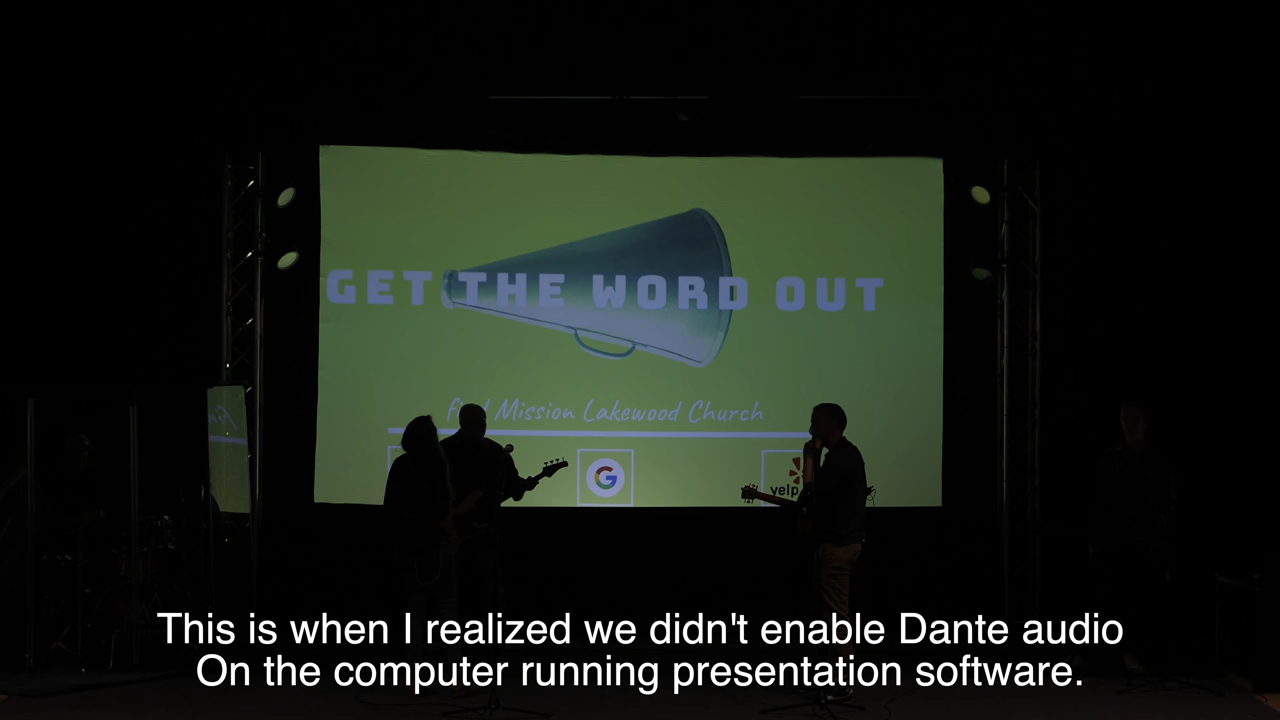 GET THE WORD OUT
Find Mission Lakewood Church
G
yelp
This is when I realized we didn't enable Dante audio
On the computer running presentation software.